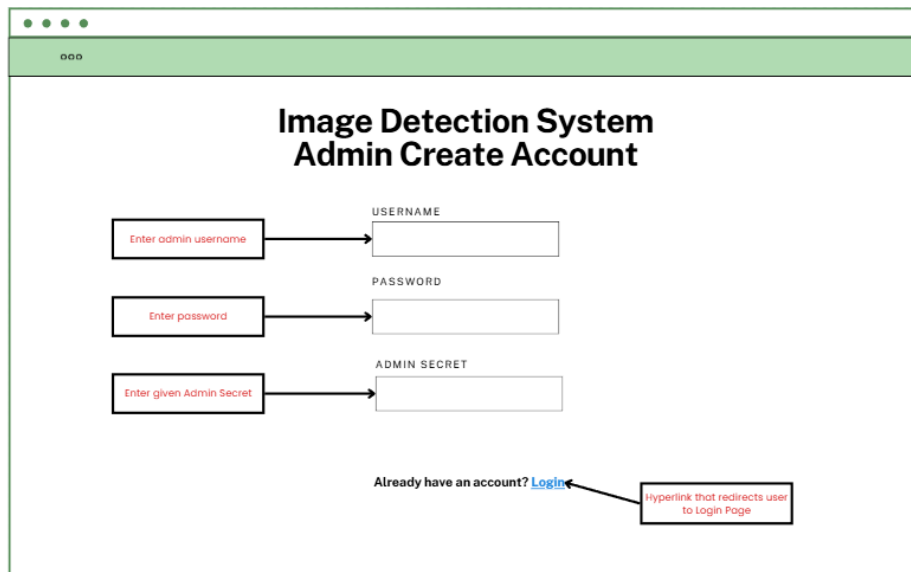 Image Detection System
Admin Create Account
USERNAME
Enter admin username
PASSWORD
Enter password
ADMIN SECRET
Enter given Admin Secret
Already have an account? Login
Hyperlink that redirects user
to Login Page